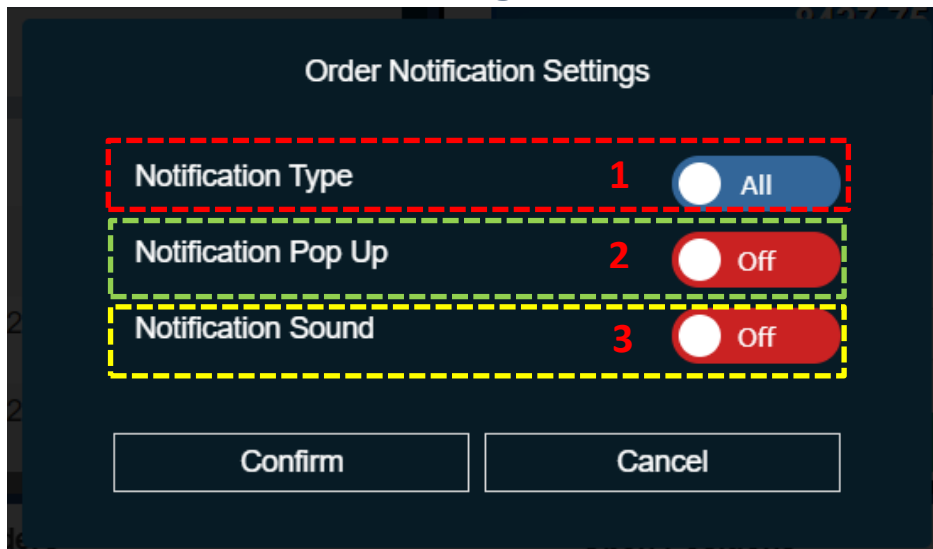 Order Notification Settings
Notification Type 1 All
Notification Pop Up 2 Off
Notification Sound 3 Off
Confirm Cancel